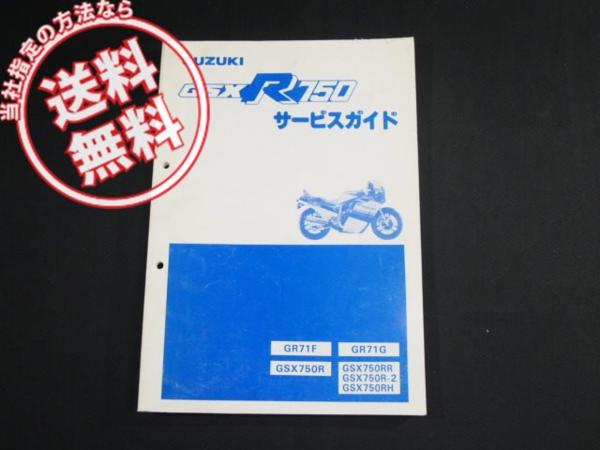 当社指定の方法なら
送料
無料
SUZUKI
GSX-R750
サービスガイド
GR71F
GR71G
GSX750R
GSX750RR
GSX750R-2
GSX750RH